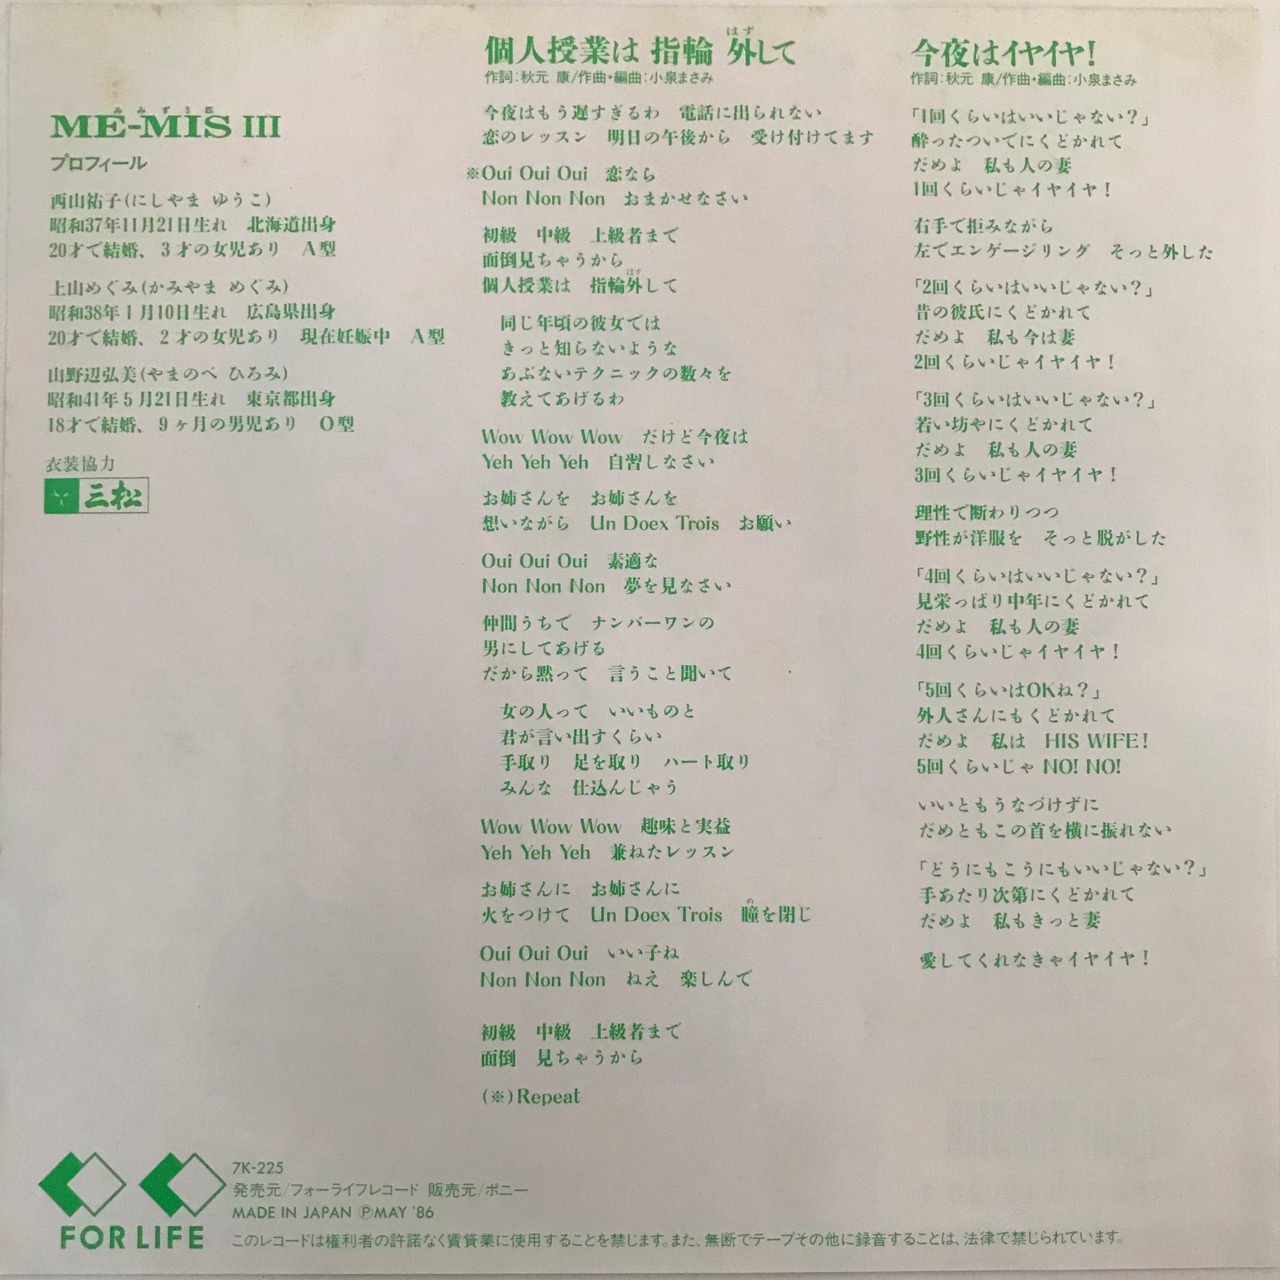 ME-MIS III
プロフィール
西山祐子(にしやま ゆうこ)
昭和37年11月21日生れ 北海道出身
20才で結婚、3才の女児あり A型
上山めぐみ(かみやま めぐみ)
昭和38年1月10日生れ 広島県出身
20才で結婚、2才の女児あり 現在妊娠中 A型
山野辺弘美(やまのべ ひろみ)
昭和41年5月21日生れ 東京都出身
18才で結婚、9ヶ月の男児あり O型
衣装協力
三松
はず
個人授業は 指輪 外して
作詞:秋元 康/作曲・編曲:小泉まさみ
今夜はもう遅すぎるわ 電話に出られない
恋のレッスン 明日の午後から 受け付けてます
※Oui Oui Oui 恋なら
Non Non Non おまかせなさい
初級 中級 上級者まで
面倒見ちゃうから
はず
個人授業は 指輪外して
同じ年頃の彼女では
きっと知らないような
あぶないテクニックの数々を
教えてあげるわ
Wow Wow Wow だけど今夜は
Yeh Yeh Yeh 自習しなさい
お姉さんを お姉さんを
想いながら Un Doex Trois お願い
Oui Oui Oui 素適な
Non Non Non 夢を見なさい
仲間うちで ナンバーワンの
男にしてあげる
だから黙って 言うこと聞いて
女の人って いいものと
君が言い出すくらい
手取り 足を取り ハート取り
みんな 仕込んじゃう
Wow Wow Wow 趣味と実益
Yeh Yeh Yeh 兼ねたレッスン
お姉さんに お姉さんに
め
火をつけて Un Doex Trois 瞳を閉じ
Oui Oui Oui いい子ね
Non Non Non ねえ 楽しんで
初級 中級 上級者まで
面倒 見ちゃうから
(※)Repeat
今夜はイヤイヤ!
作詞:秋元 康/作曲・編曲:小泉まさみ
「1回くらいはいいじゃない?」
酔ったついでにくどかれて
だめよ 私も人の妻
1回くらいじゃイヤイヤ!
右手で拒みながら
左でエンゲージリング そっと外した
「2回くらいはいいじゃない?」
昔の彼氏にくどかれて
だめよ 私も今は妻
2回くらいじゃイヤイヤ!
「3回くらいはいいじゃない?」
若い坊やにくどかれて
だめよ 私も人の妻
3回くらいじゃイヤイヤ!
理性で断わりつつ
野性が洋服を そっと脱がした
「4回くらいはいいじゃない?」
見栄っぱり中年にくどかれて
だめよ 私も人の妻
4回くらいじゃイヤイヤ!
「5回くらいはOKね?」
外人さんにもくどかれて
だめよ 私は HIS WIFE!
5回くらいじゃ NO! NO!
いいともうなづけずに
だめともこの首を横に振れない
「どうにもこうにもいいじゃない?」
手あたり次第にくどかれて
だめよ 私もきっと妻
愛してくれなきゃイヤイヤ!
FOR LIFE
7K-225
発売元/フォーライフレコード 販売元/ポニー
MADE IN JAPAN ℗MAY '86
このレコードは権利者の許諾なく賃貸業に使用することを禁じます。また、無断でテープその他に録音することは、法律で禁じられています。